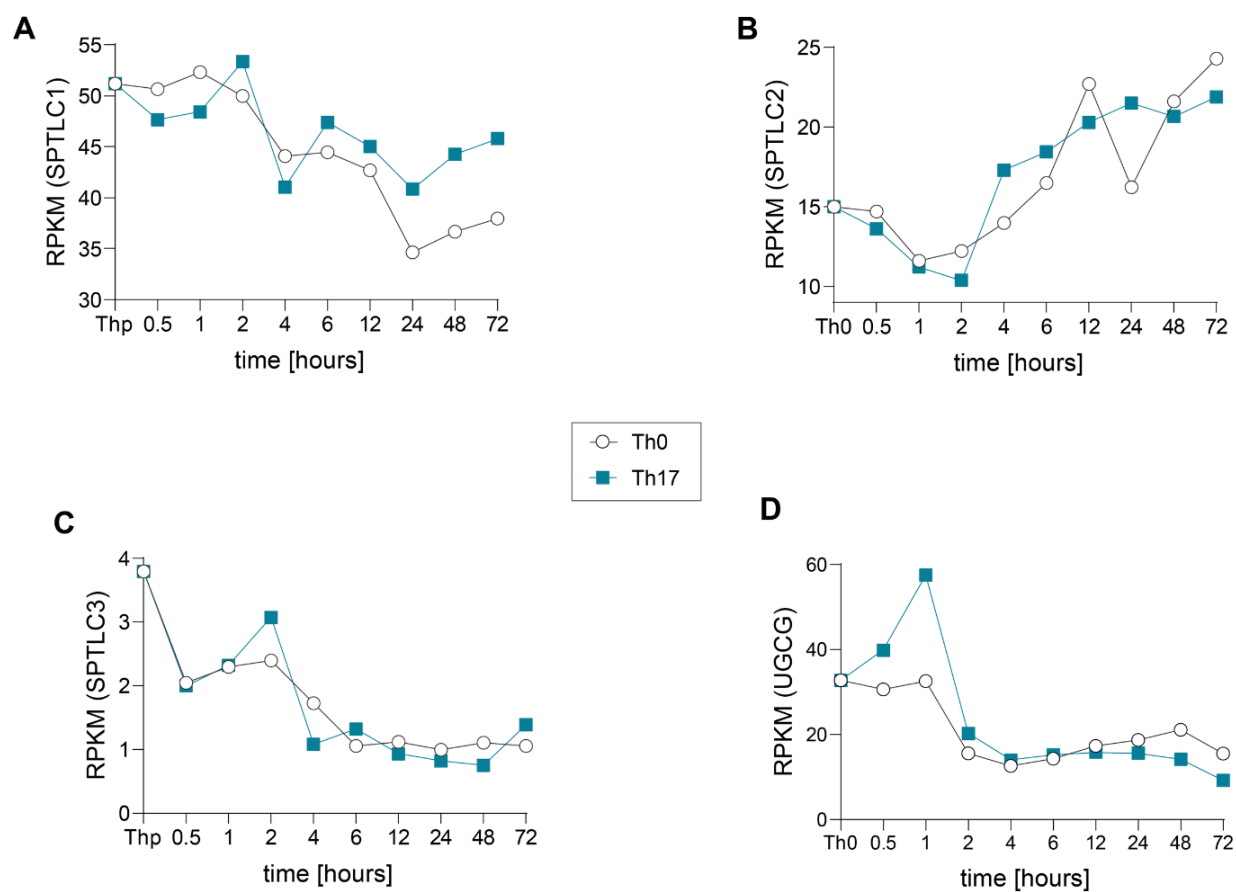 A
RPKM (SPTLC1)
55
50
45
40
35
30
Thp 0.5 1 2 4 6 12 24 48 72
time [hours]
B
RPKM (SPTLC2)
25
20
15
10
Th0 0.5 1 2 4 6 12 24 48 72
time [hours]
Th0
Th17
C
RPKM (SPTLC3)
4
3
2
1
0
Thp 0.5 1 2 4 6 12 24 48 72
time [hours]
D
RPKM (UGCG)
60
40
20
0
Th0 0.5 1 2 4 6 12 24 48 72
time [hours]